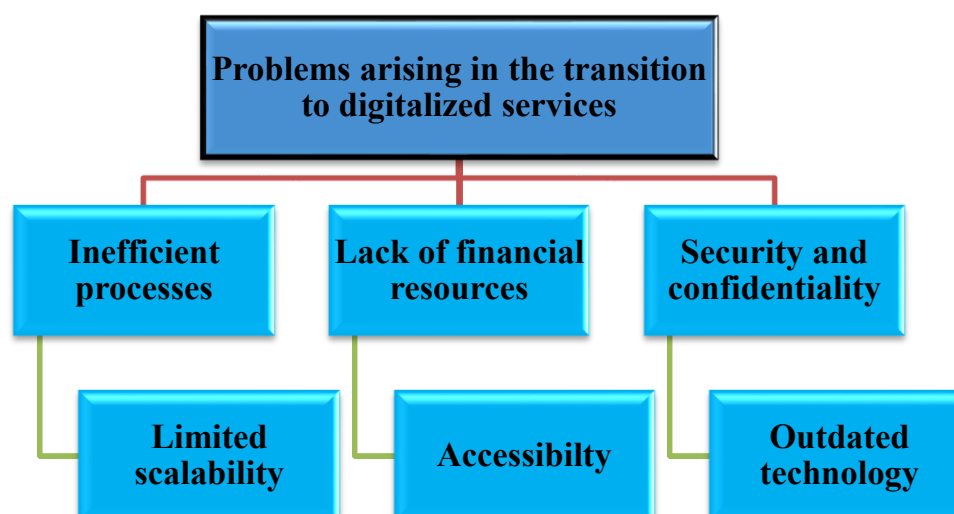 Problems arising in the transition
to digitalized services
Inefficient
processes
Lack of financial
resources
Security and
confidentiality
Limited
scalability
Accessibilty
Outdated
technology